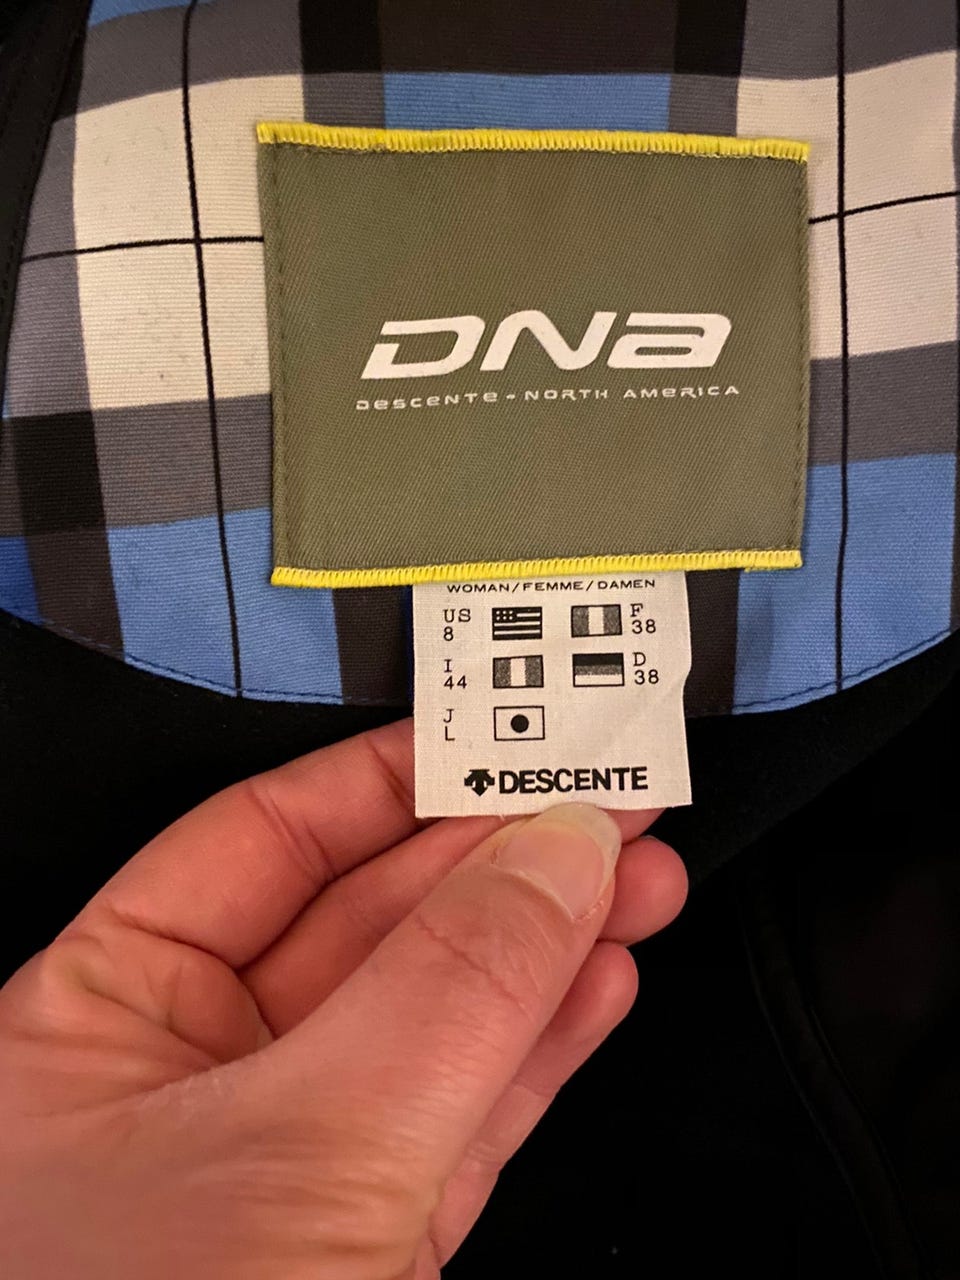 DNA
DESCENTE - NORTH AMERICA
WOMAN/FEMME/DAMEN
US 8 F 38
I 44 D 38
J L
DESCENTE